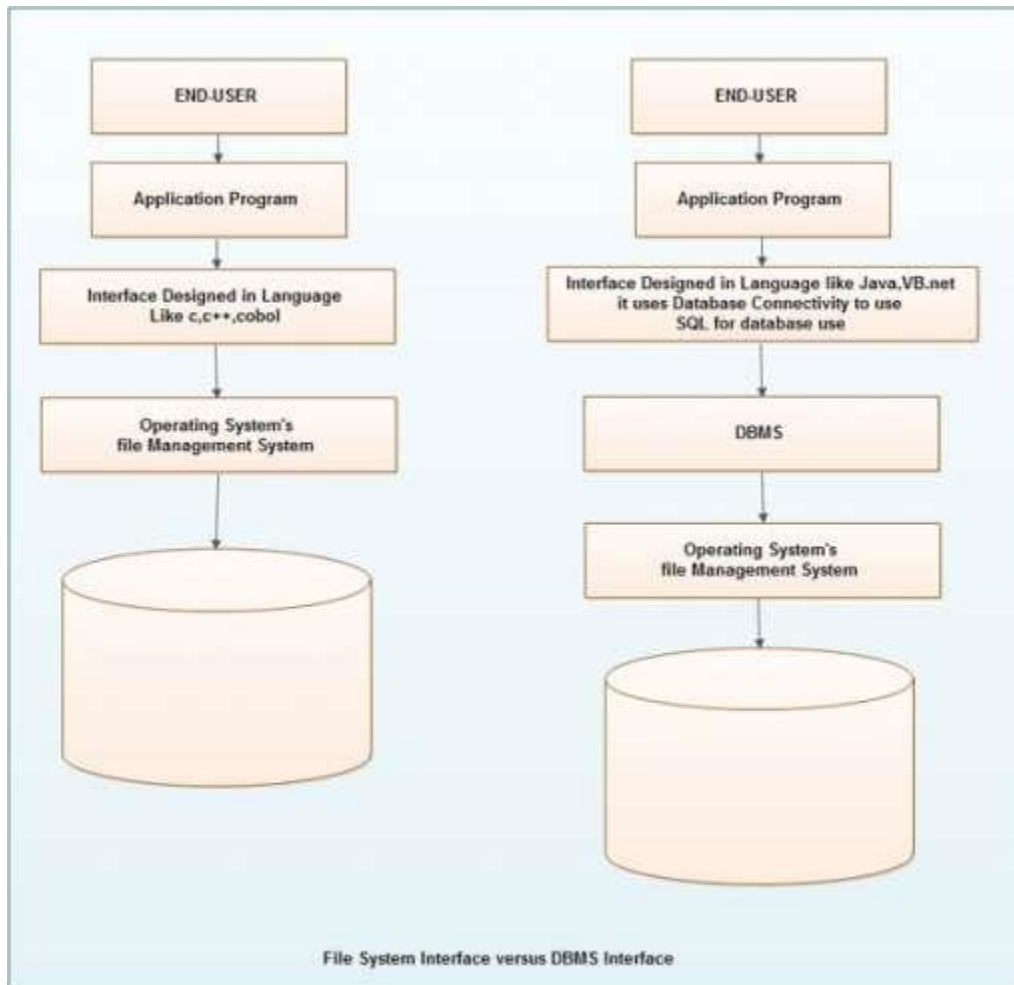 END-USER
Application Program
Interface Designed in Language
Like c,c++,cobol
Operating System's
file Management System
END-USER
Application Program
Interface Designed in Language like Java,VB.net
it uses Database Connectivity to use
SQL for database use
DBMS
Operating System's
file Management System
File System Interface versus DBMS Interface